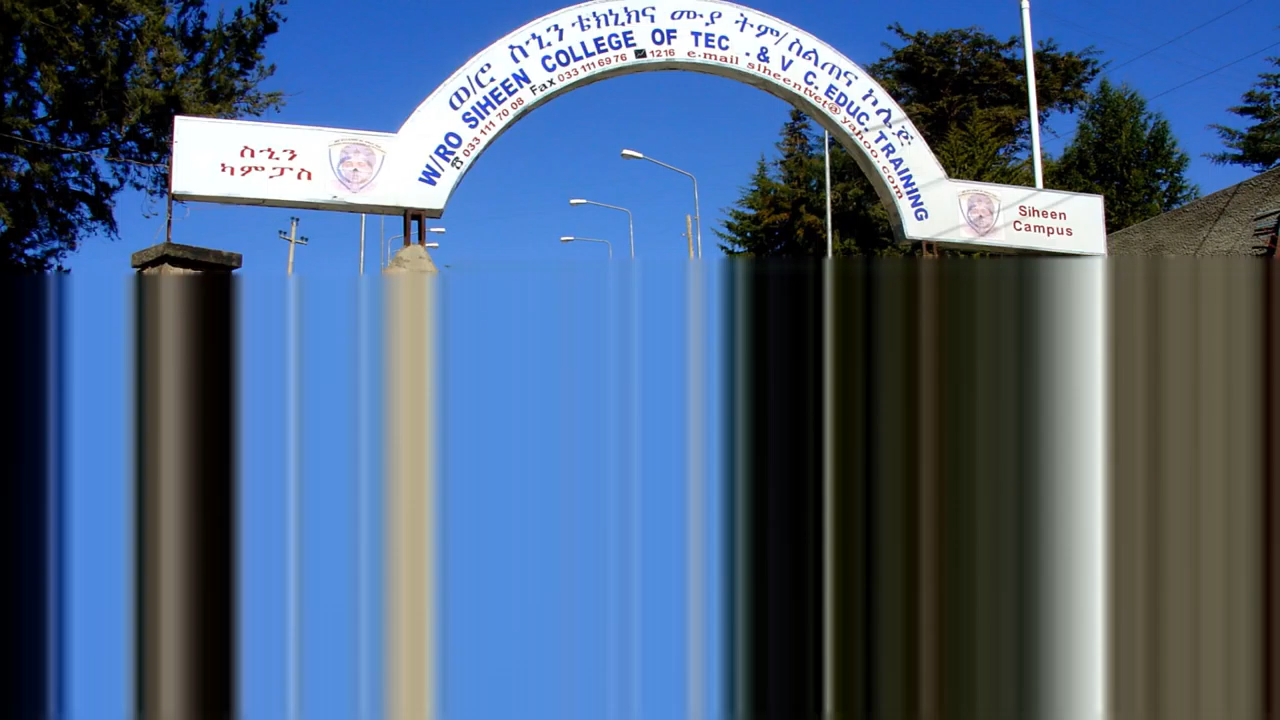 ወ/ሮ ስኂን ቴክኒክና ሙያ ትም/ስልጠና ኮሌጅ
W/RO SIHEEN COLLEGE OF TEC . & V C. EDUC. TRAINING
☎ 033 111 70 08 Fax 033 111 69 76 1216 e-mail siheentvet@yahoo.com
ስኂን
ካምፓስ
Siheen
Campus